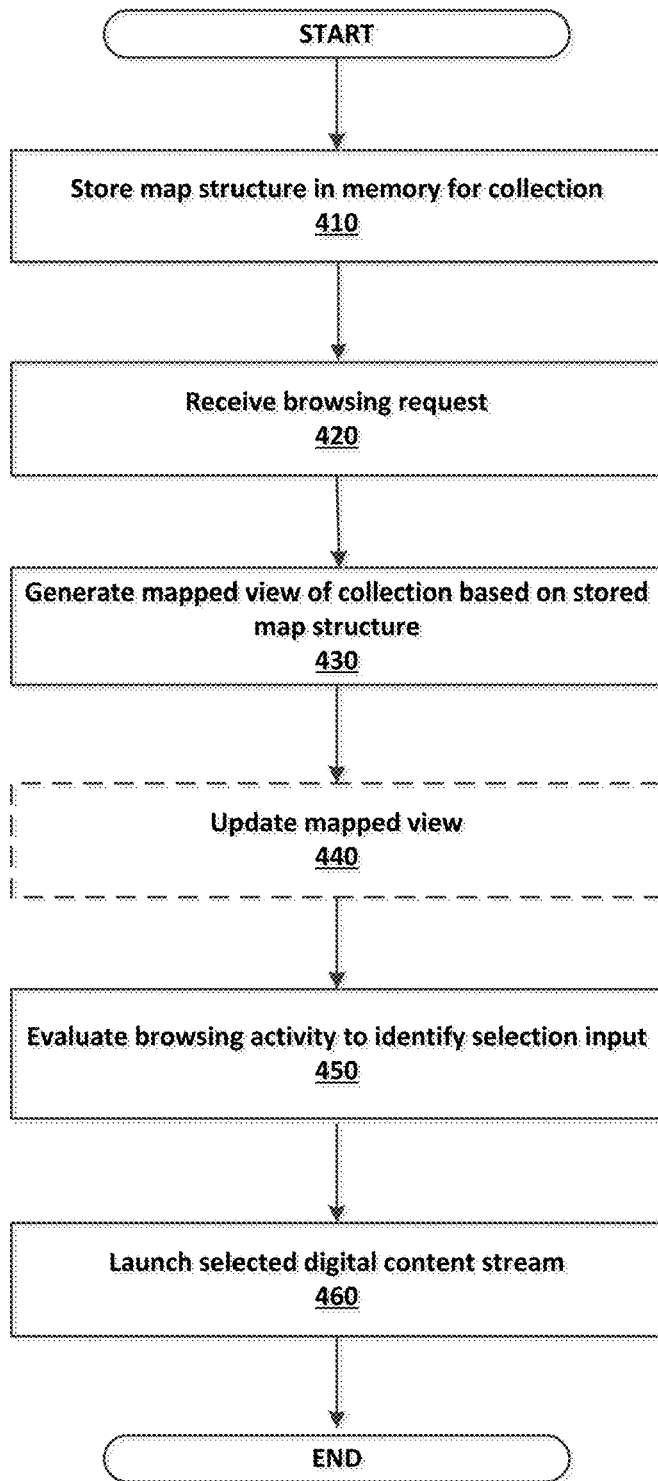 START
Store map structure in memory for collection
410
Receive browsing request
420
Generate mapped view of collection based on stored
map structure
430
Update mapped view
440
Evaluate browsing activity to identify selection input
450
Launch selected digital content stream
460
END